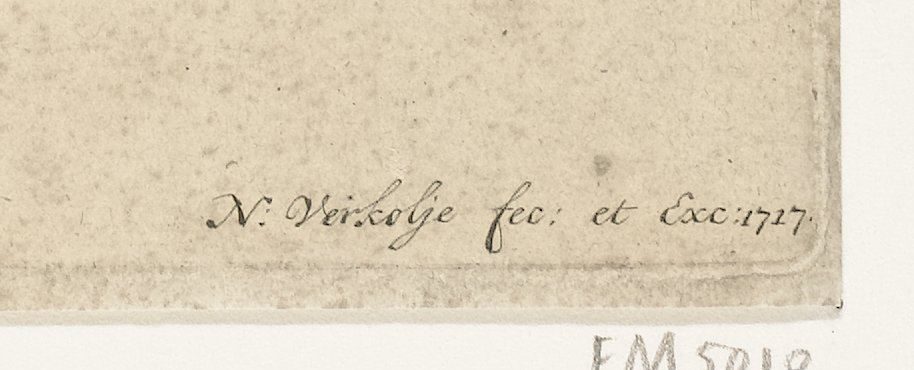 N: Verkolje fec: et Exc: 1717.